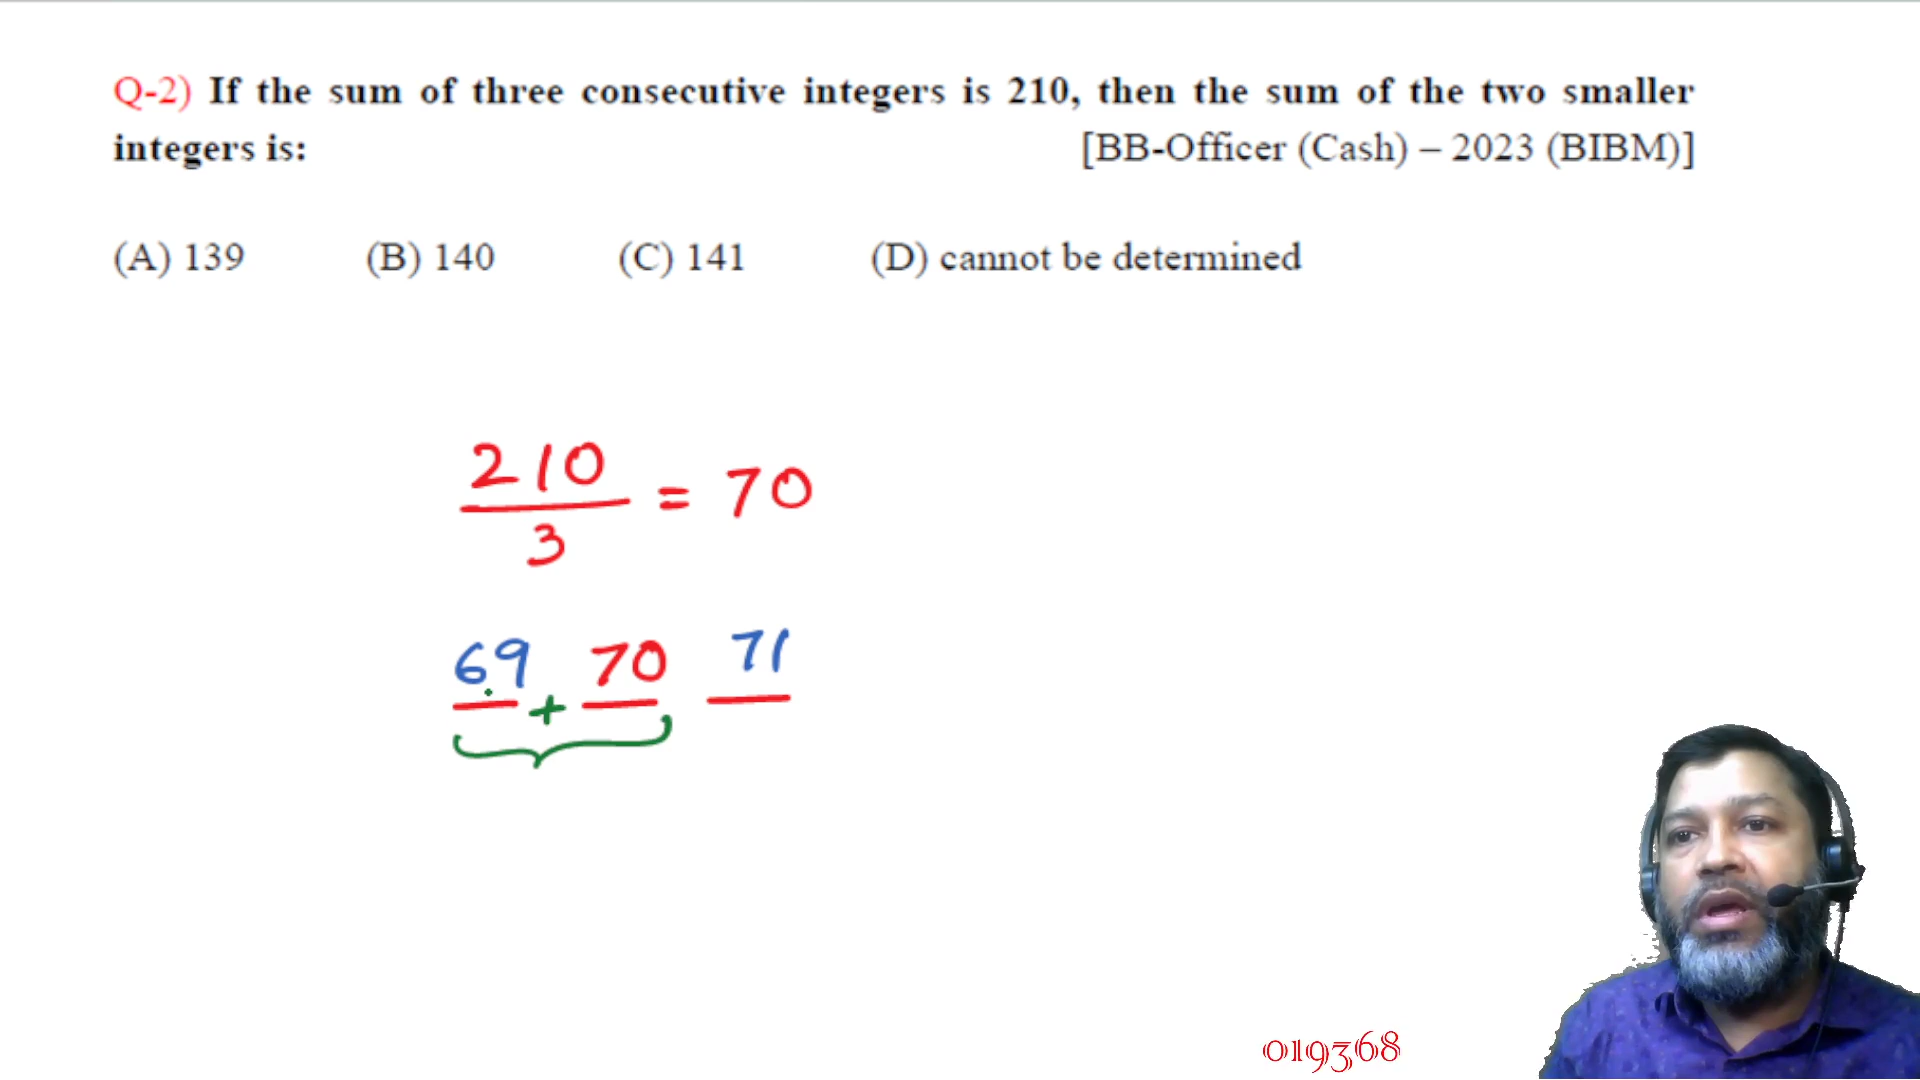 Q-2) If the sum of three consecutive integers is 210, then the sum of the two smaller
integers is: [BB-Officer (Cash) – 2023 (BIBM)]
(A) 139 (B) 140 (C) 141 (D) cannot be determined
210
3
= 70
69 + 70 71
019368